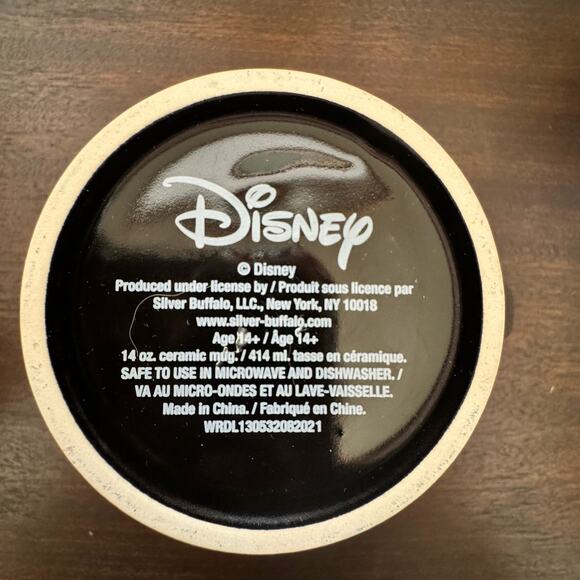 Disney
© Disney
Produced under license by / Produit sous licence par
Silver Buffalo, LLC., New York, NY 10018
www.silver-buffalo.com
Age 14+ / Âge 14+
14 oz. ceramic mug. / 414 ml. tasse en céramique.
SAFE TO USE IN MICROWAVE AND DISHWASHER. /
VA AU MICRO-ONDES ET AU LAVE-VAISSELLE.
Made in China. / Fabriqué en Chine.
WRDL130532082021